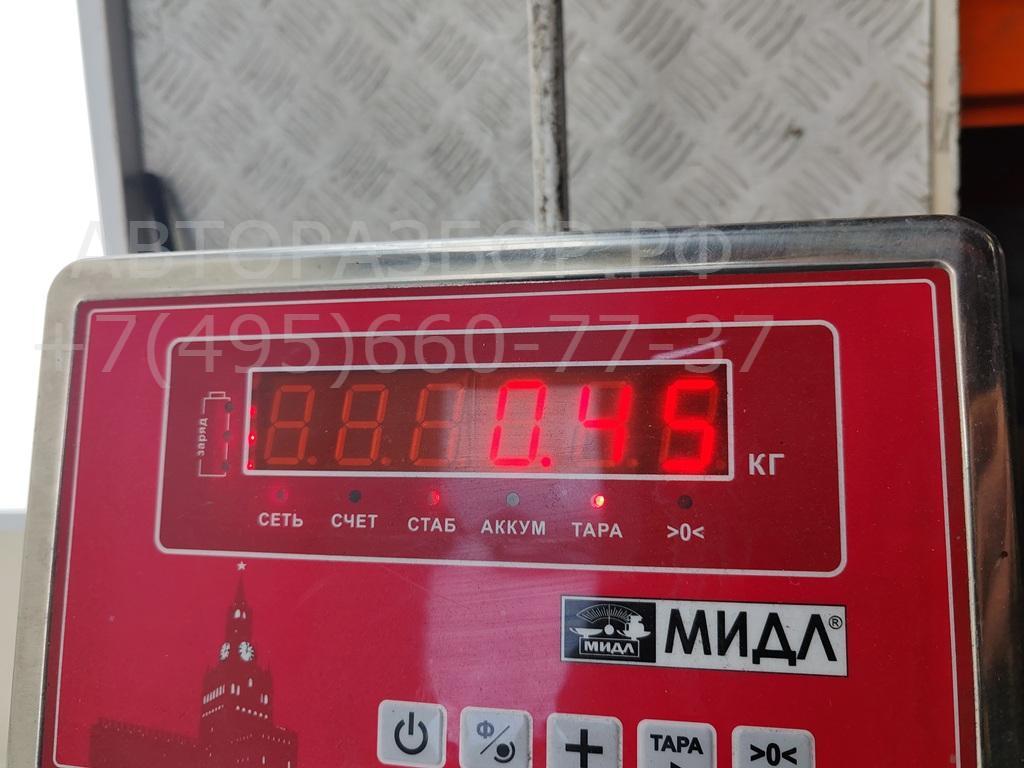 АВТОРАЗБОР.РФ
+7(495)660-77-37
заряд
0.45
КГ
СЕТЬ СЧЕТ СТАБ АККУМ ТАРА >0<
МИДЛ МИДЛ®
Ф
+ ТАРА >0<